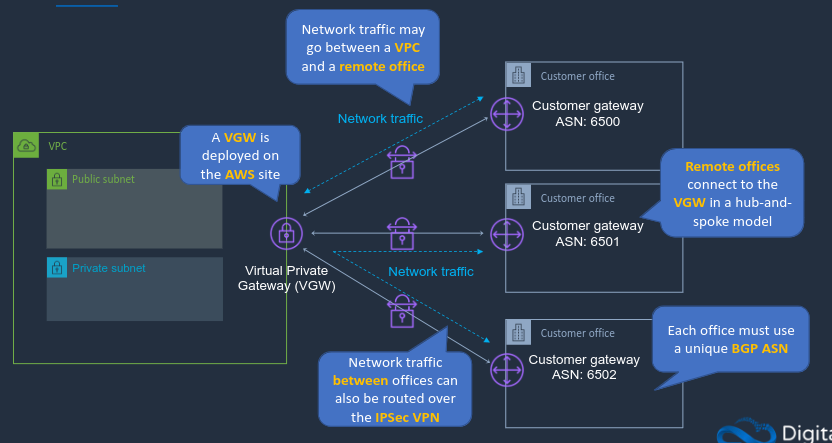 Network traffic may
go between a VPC
and a remote office
Customer office
Customer gateway
ASN: 6500
Network traffic
VPC
A VGW is
deployed on
the AWS site
Public subnet
Remote offices
connect to the
VGW in a hub-and-
spoke model
Customer office
Customer gateway
ASN: 6501
Private subnet
Virtual Private
Gateway (VGW)
Network traffic
Customer office
Customer gateway
ASN: 6502
Each office must use
a unique BGP ASN
Network traffic
between offices can
also be routed over
the IPSec VPN